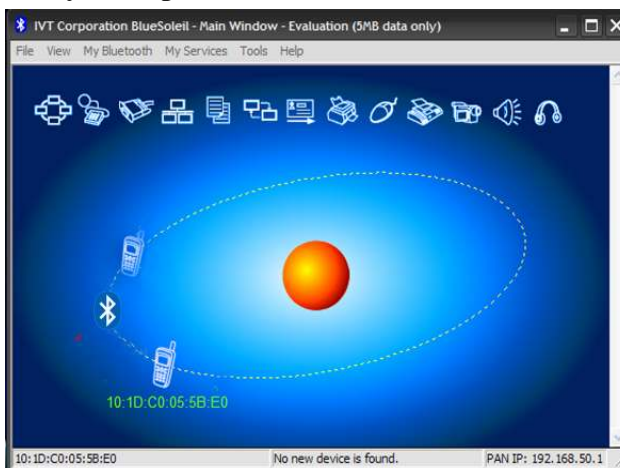 IVT Corporation BlueSoleil - Main Window - Evaluation (5MB data only)
File View My Bluetooth My Services Tools Help
10:1D:C0:05:5B:E0
10:1D:C0:05:5B:E0 No new device is found. PAN IP: 192.168.50.1